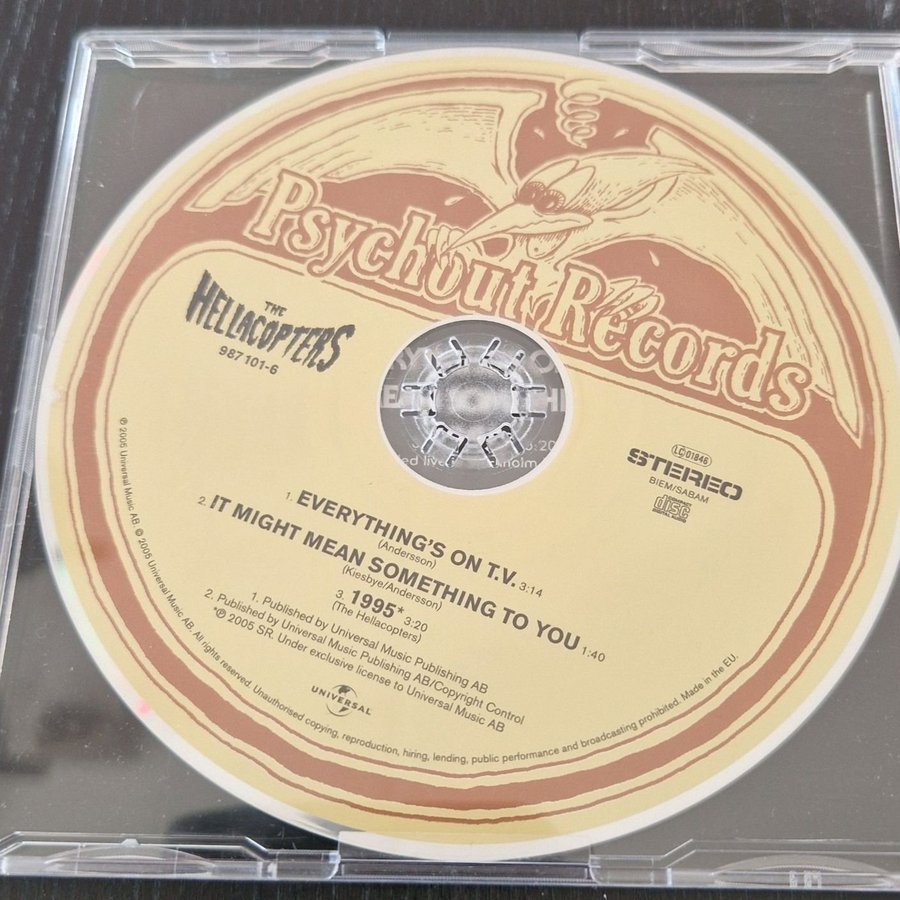 Psychout Records
THE
HELLACOPTERS
987 101-6
LC 01846
STEREO
BIEM/SABAM
COMPACT
disc
DIGITAL AUDIO
1. EVERYTHING'S ON T.V. 3:14
(Andersson)
2. IT MIGHT MEAN SOMETHING TO YOU 1:40
(Kiesbye/Andersson)
3. 1995* 3:20
(The Hellacopters)
1. Published by Universal Music Publishing AB
2. Published by Universal Music Publishing AB/Copyright Control
*℗ 2005 SR. Under exclusive license to Universal Music AB
UNIVERSAL
℗ 2005 Universal Music AB. © 2005 Universal Music AB. All rights reserved. Unauthorised copying, reproduction, hiring, lending, public performance and broadcasting prohibited. Made in the EU.